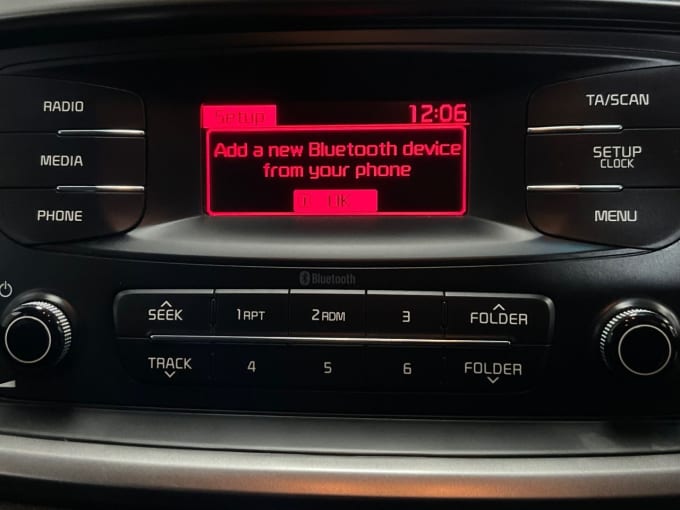 RADIO
MEDIA
PHONE
Setup
12:06
Add a new Bluetooth device
from your phone
OK
TA/SCAN
SETUP
CLOCK
MENU
Bluetooth
SEEK
1 RPT
2 RDM
3
FOLDER
TRACK
4
5
6
FOLDER